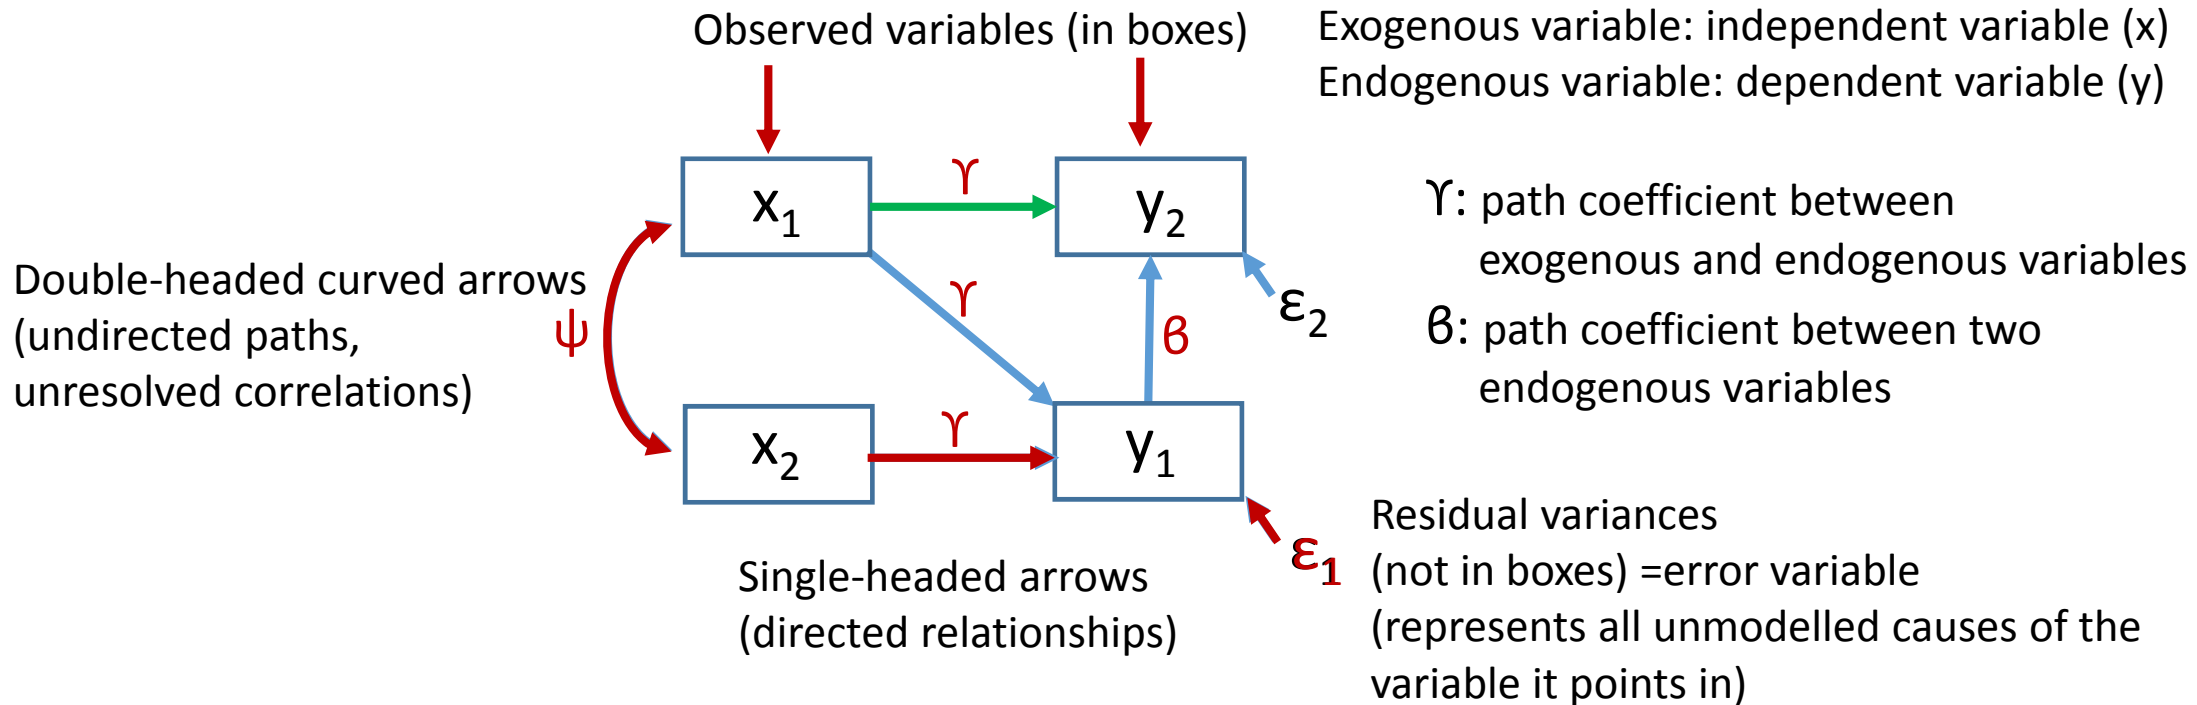 Observed variables (in boxes)
Exogenous variable: independent variable (x)
Endogenous variable: dependent variable (y)
x₁
ϒ
y₂
ϒ: path coefficient between
exogenous and endogenous variables
Double-headed curved arrows
(undirected paths,
unresolved correlations)
ψ
ϒ
β
ε₂
β: path coefficient between two
endogenous variables
x₂
ϒ
y₁
Single-headed arrows
(directed relationships)
ε₁
Residual variances
(not in boxes) =error variable
(represents all unmodelled causes of the
variable it points in)